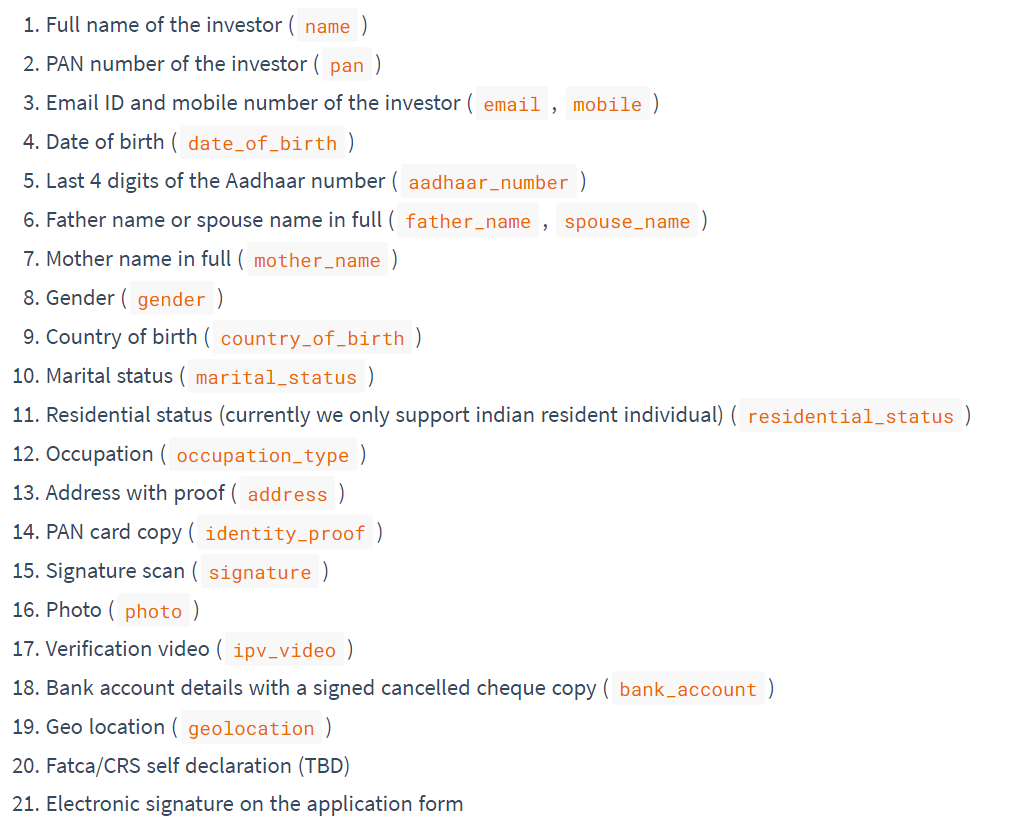 1. Full name of the investor ( name )
2. PAN number of the investor ( pan )
3. Email ID and mobile number of the investor ( email , mobile )
4. Date of birth ( date_of_birth )
5. Last 4 digits of the Aadhaar number ( aadhaar_number )
6. Father name or spouse name in full ( father_name , spouse_name )
7. Mother name in full ( mother_name )
8. Gender ( gender )
9. Country of birth ( country_of_birth )
10. Marital status ( marital_status )
11. Residential status (currently we only support indian resident individual) ( residential_status )
12. Occupation ( occupation_type )
13. Address with proof ( address )
14. PAN card copy ( identity_proof )
15. Signature scan ( signature )
16. Photo ( photo )
17. Verification video ( ipv_video )
18. Bank account details with a signed cancelled cheque copy ( bank_account )
19. Geo location ( geolocation )
20. Fatca/CRS self declaration (TBD)
21. Electronic signature on the application form